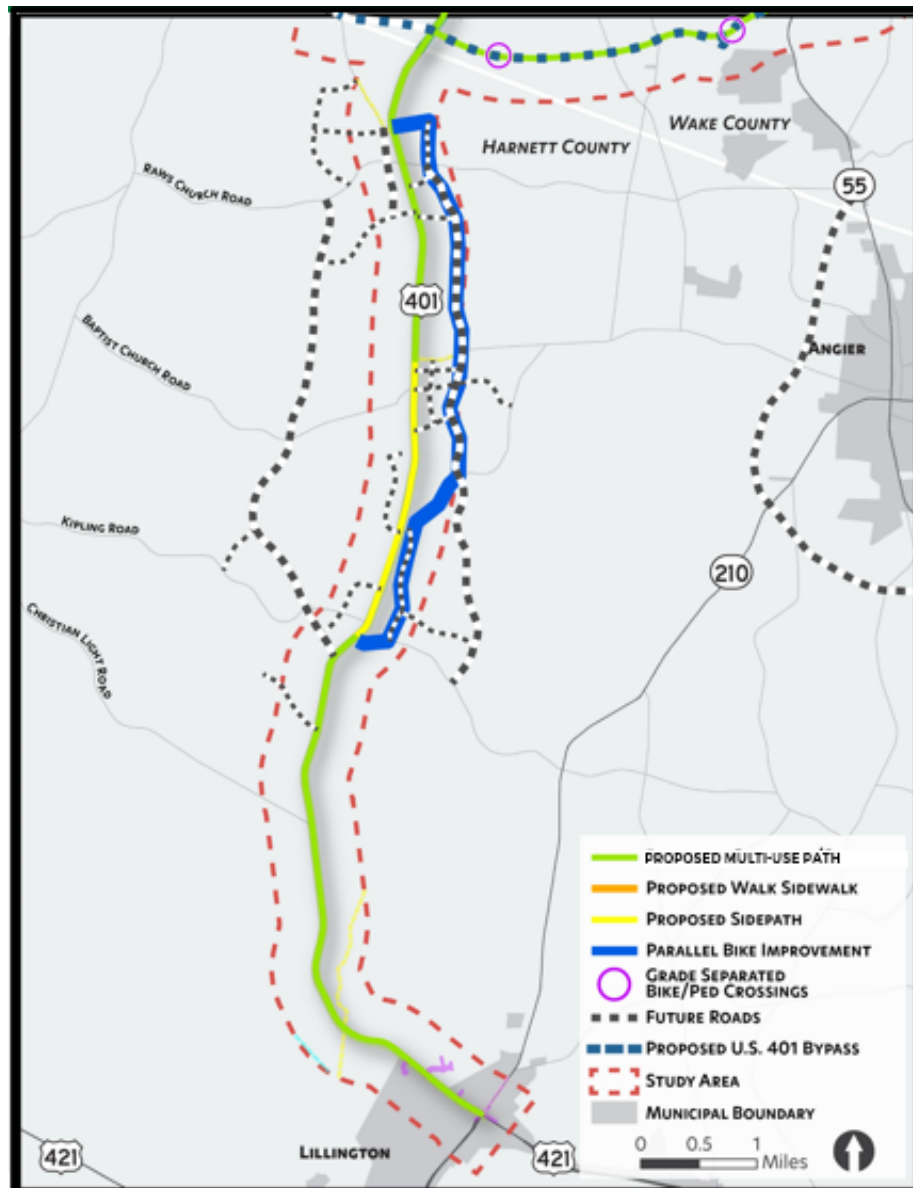 WAKE COUNTY
HARNETT COUNTY
RAWS CHURCH ROAD
55
401
BAPTIST CHURCH ROAD
ANGIER
KIPLING ROAD
210
CHRISTIAN LIGHT
ROAD
PROPOSED MULTI-USE PATH
PROPOSED WALK SIDEWALK
PROPOSED SIDEPATH
PARALLEL BIKE IMPROVEMENT
GRADE SEPARATED
BIKE/PED CROSSINGS
FUTURE ROADS
PROPOSED U.S. 401 BYPASS
STUDY AREA
MUNICIPAL BOUNDARY
0 0.5 1
Miles
LILLINGTON
421
421